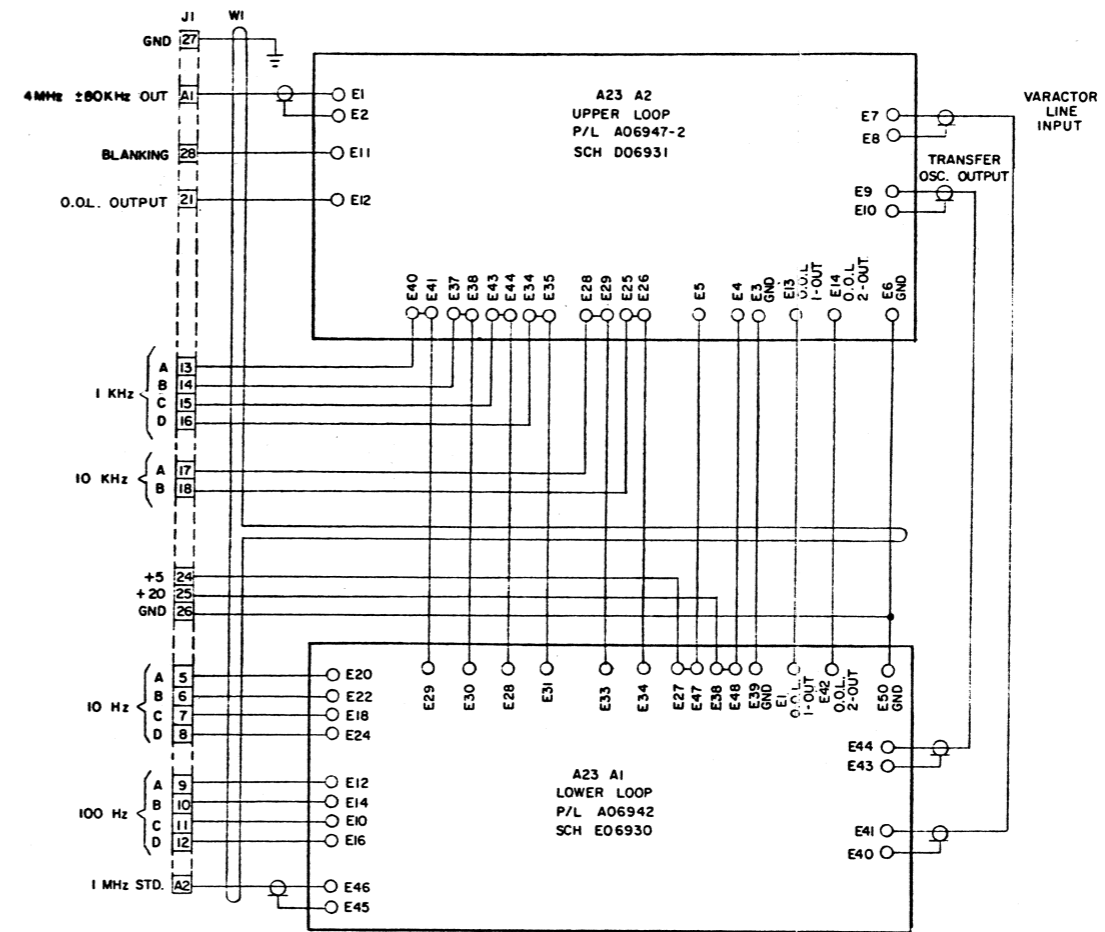 J1 W1
GND 27
4MHz ±80KHz OUT A1
BLANKING 28
O.O.L. OUTPUT 21
E1
E2
E11
E12
A23 A2
UPPER LOOP
P/L A06947-2
SCH D06931
E7
E8
E9
E10
VARACTOR
LINE
INPUT
TRANSFER
OSC. OUTPUT
E40
E41
E37
E38
E43
E44
E34
E35
E28
E29
E25
E26
E5
E4
E3
GND
E13
O.O.L
1-OUT
E14
O.O.L
2-OUT
E6
GND
1 KHz
A 13
B 14
C 15
D 16
10 KHz
A 17
B 18
+5 24
+20 25
GND 26
10 Hz
A 5
B 6
C 7
D 8
100 Hz
A 9
B 10
C 11
D 12
1 MHz STD. A2
E20
E22
E18
E24
E12
E14
E10
E16
E46
E45
E29
E30
E28
E31
E33
E34
E27
E47
E38
E48
E39
GND
E1
O.O.L.
1-OUT
E42
O.O.L.
2-OUT
E50
GND
A23 A1
LOWER LOOP
P/L A06942
SCH E06930
E44
E43
E41
E40